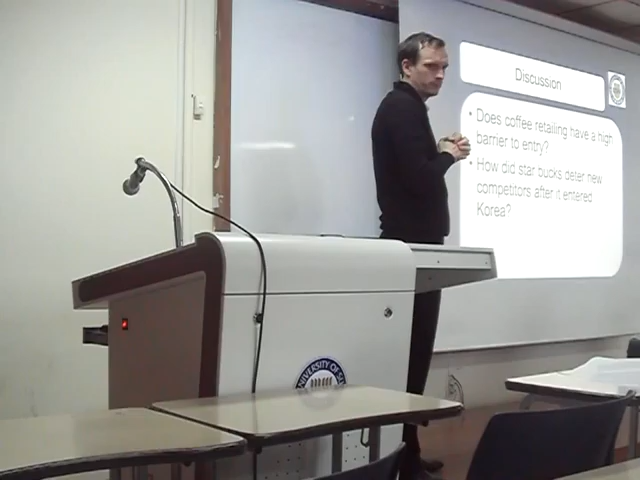 Discussion
• Does coffee retailing have a high
barrier to entry?
• How did star bucks deter new
competitors after it entered
Korea?
UNIVERSITY OF